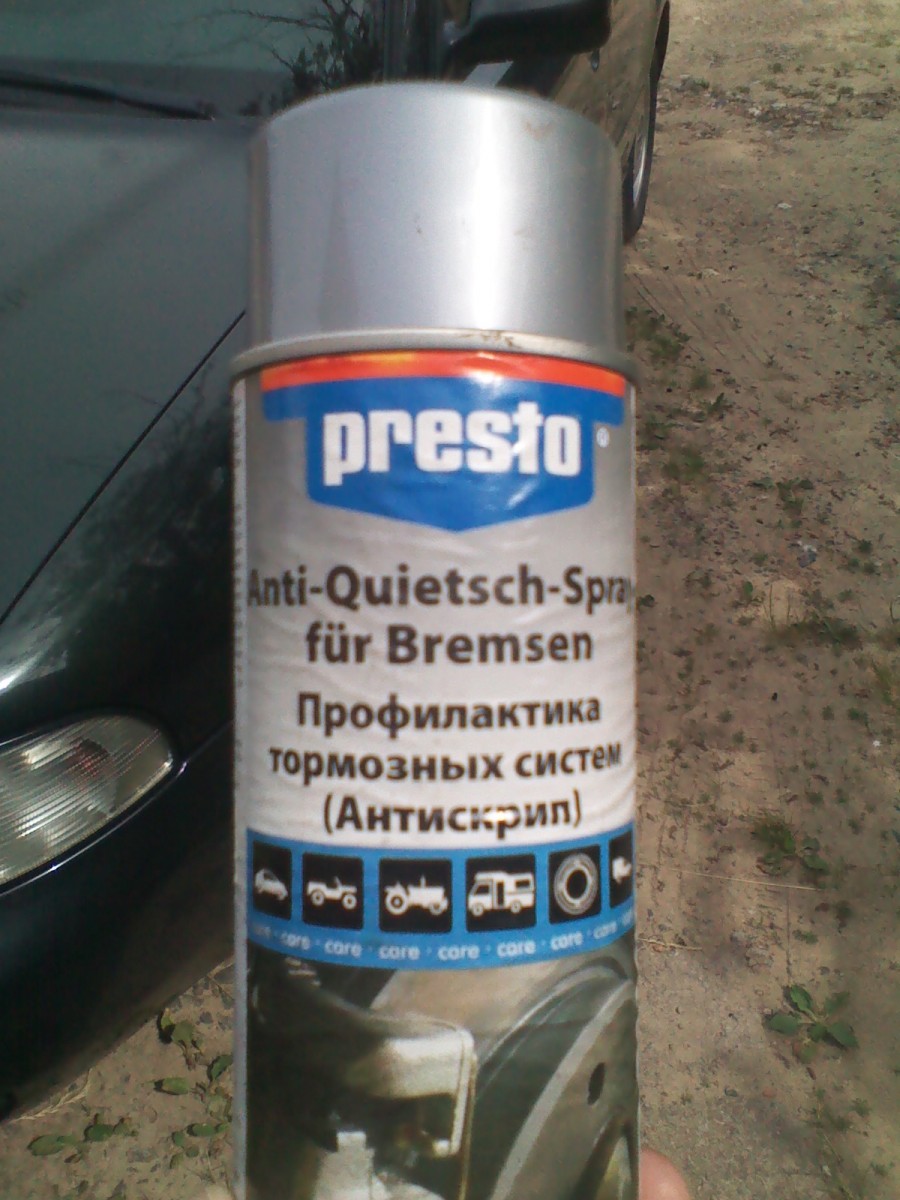 presto
Anti-Quietsch-Spray
für Bremsen
Профилактика
тормозных систем
(Антискрип)
care · care · care · care · care · care · care